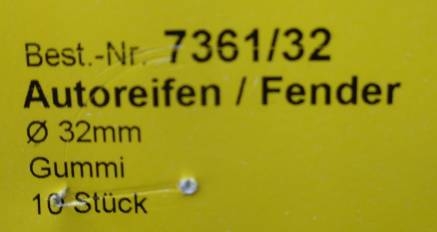 Best.-Nr. 7361/32
Autoreifen / Fender
Ø 32mm
Gummi
10 Stück